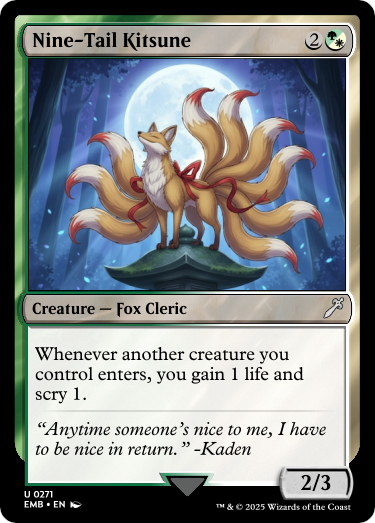 Nine-Tail Kitsune 2
Creature — Fox Cleric
Whenever another creature you
control enters, you gain 1 life and
scry 1.
“Anytime someone's nice to me, I have
to be nice in return.” -Kaden
2/3
U 0271
EMB • EN
™ & © 2025 Wizards of the Coast